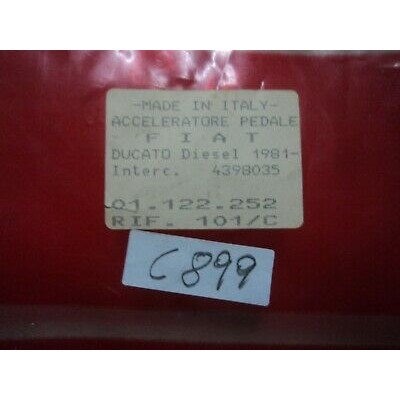 -MADE IN ITALY-
ACCELERATORE PEDALE
F I A T
DUCATO Diesel 1981-
Interc. 4398035
01.122.252
RIF. 101/C
C899